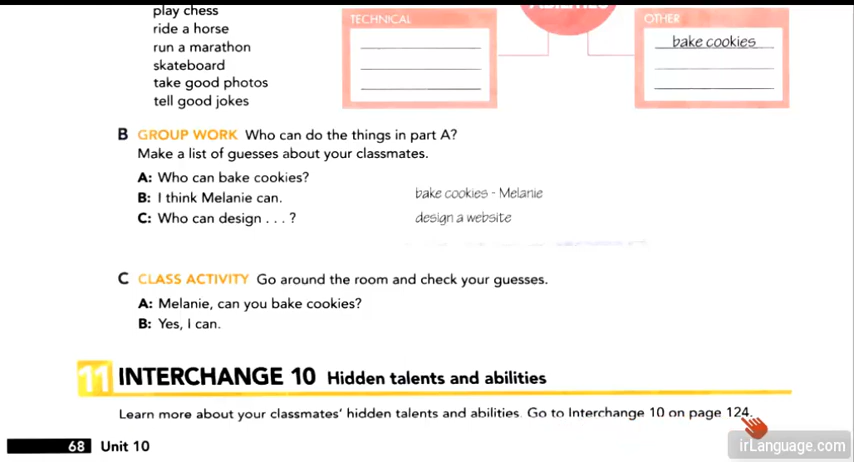 play chess
ride a horse
run a marathon
skateboard
take good photos
tell good jokes
TECHNICAL
ABILITIES
OTHER
bake cookies
B GROUP WORK Who can do the things in part A?
Make a list of guesses about your classmates.
A: Who can bake cookies?
B: I think Melanie can.
C: Who can design . . . ?
bake cookies - Melanie
design a website
C CLASS ACTIVITY Go around the room and check your guesses.
A: Melanie, can you bake cookies?
B: Yes, I can.
11 INTERCHANGE 10 Hidden talents and abilities
Learn more about your classmates' hidden talents and abilities. Go to Interchange 10 on page 124.
68 Unit 10
irLanguage.com